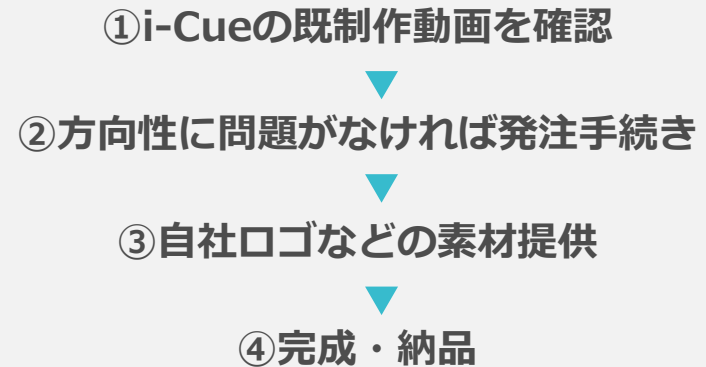 ①i-Cueの既制作動画を確認
②方向性に問題がなければ発注手続き
③自社ロゴなどの素材提供
④完成・納品